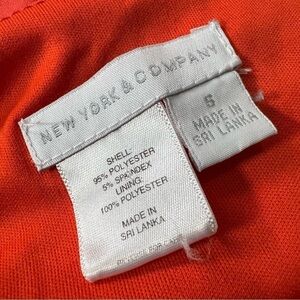 NEW YORK & COMPANY
SHELL:
95% POLYESTER
5% SPANDEX
LINING:
100% POLYESTER
MADE IN
SRI LANKA
MADE IN
SRI LANKA